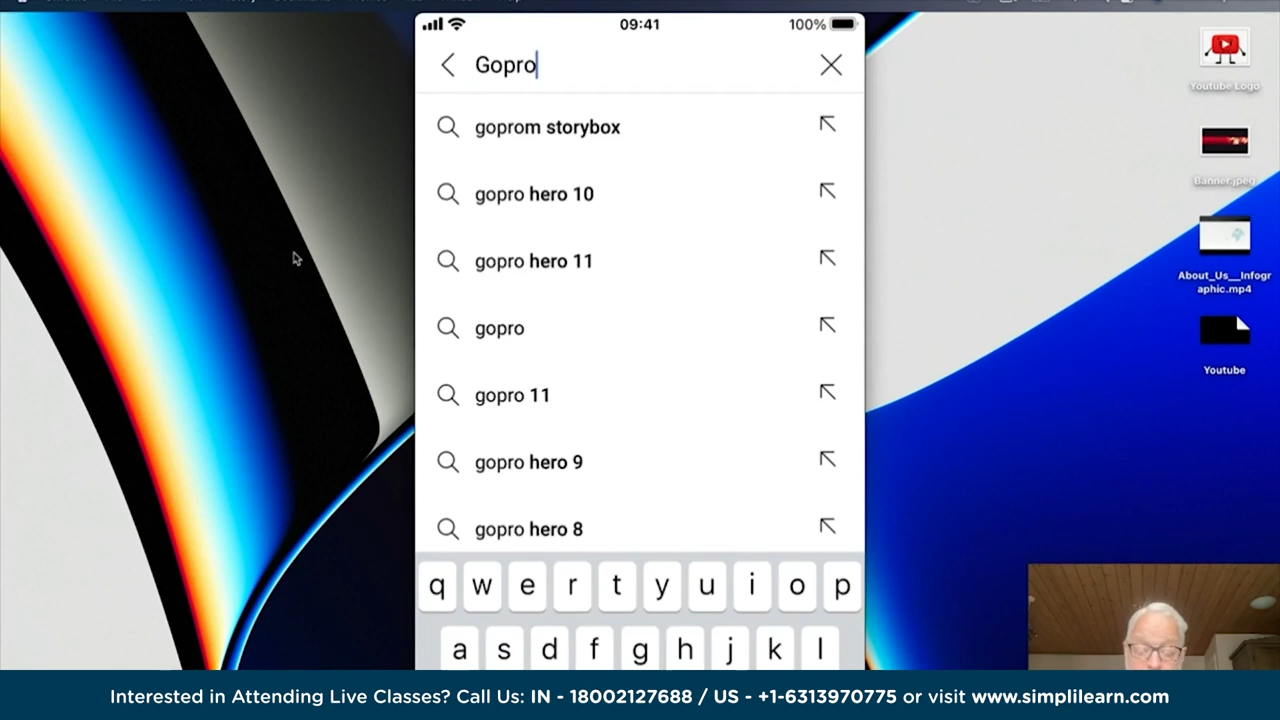 09:41
100%
Gopro
goprom storybox
gopro hero 10
gopro hero 11
gopro
gopro 11
gopro hero 9
gopro hero 8
q w e r t y u i o p
a s d f g h j k l
Youtube Logo
Banner.jpeg
About_Us__Infogr
aphic.mp4
Youtube
Interested in Attending Live Classes? Call Us: IN - 18002127688 / US - +1-6313970775 or visit www.simplilearn.com